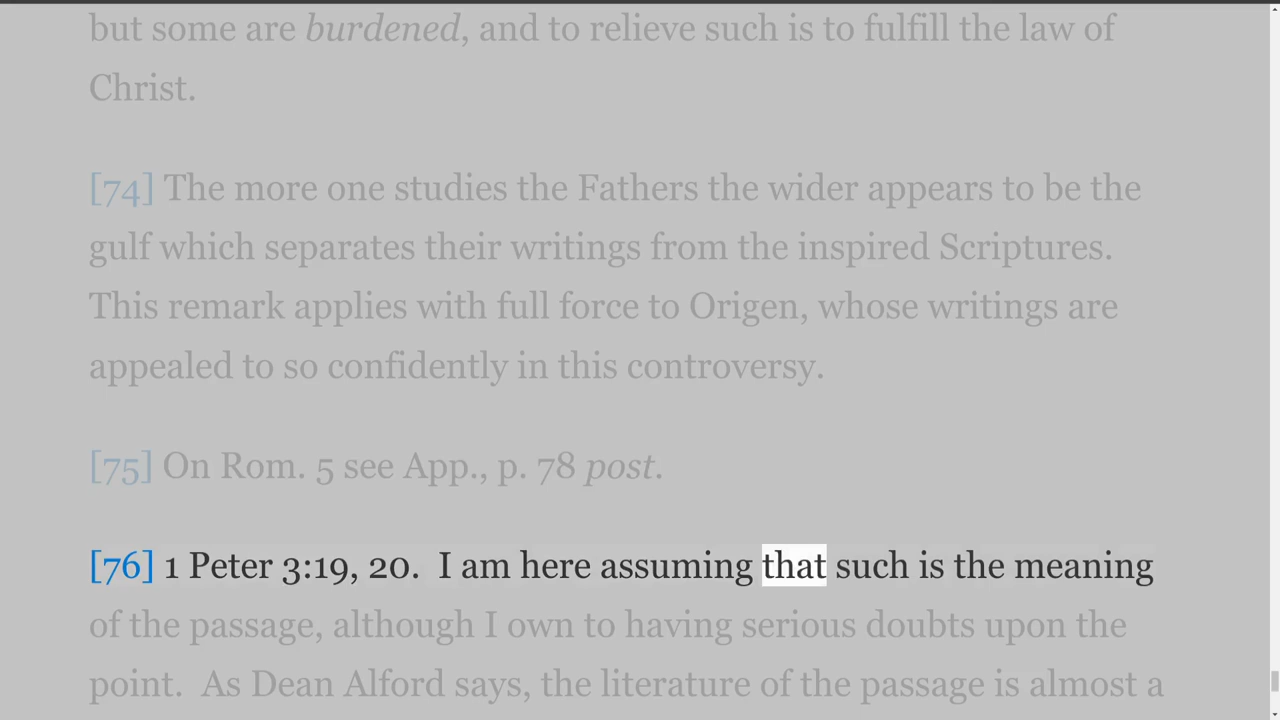 but some are burdened, and to relieve such is to fulfill the law of
Christ.
[74] The more one studies the Fathers the wider appears to be the
gulf which separates their writings from the inspired Scriptures.
This remark applies with full force to Origen, whose writings are
appealed to so confidently in this controversy.
[75] On Rom. 5 see App., p. 78 post.
[76] 1 Peter 3:19, 20.  I am here assuming that such is the meaning
of the passage, although I own to having serious doubts upon the
point.  As Dean Alford says, the literature of the passage is almost a